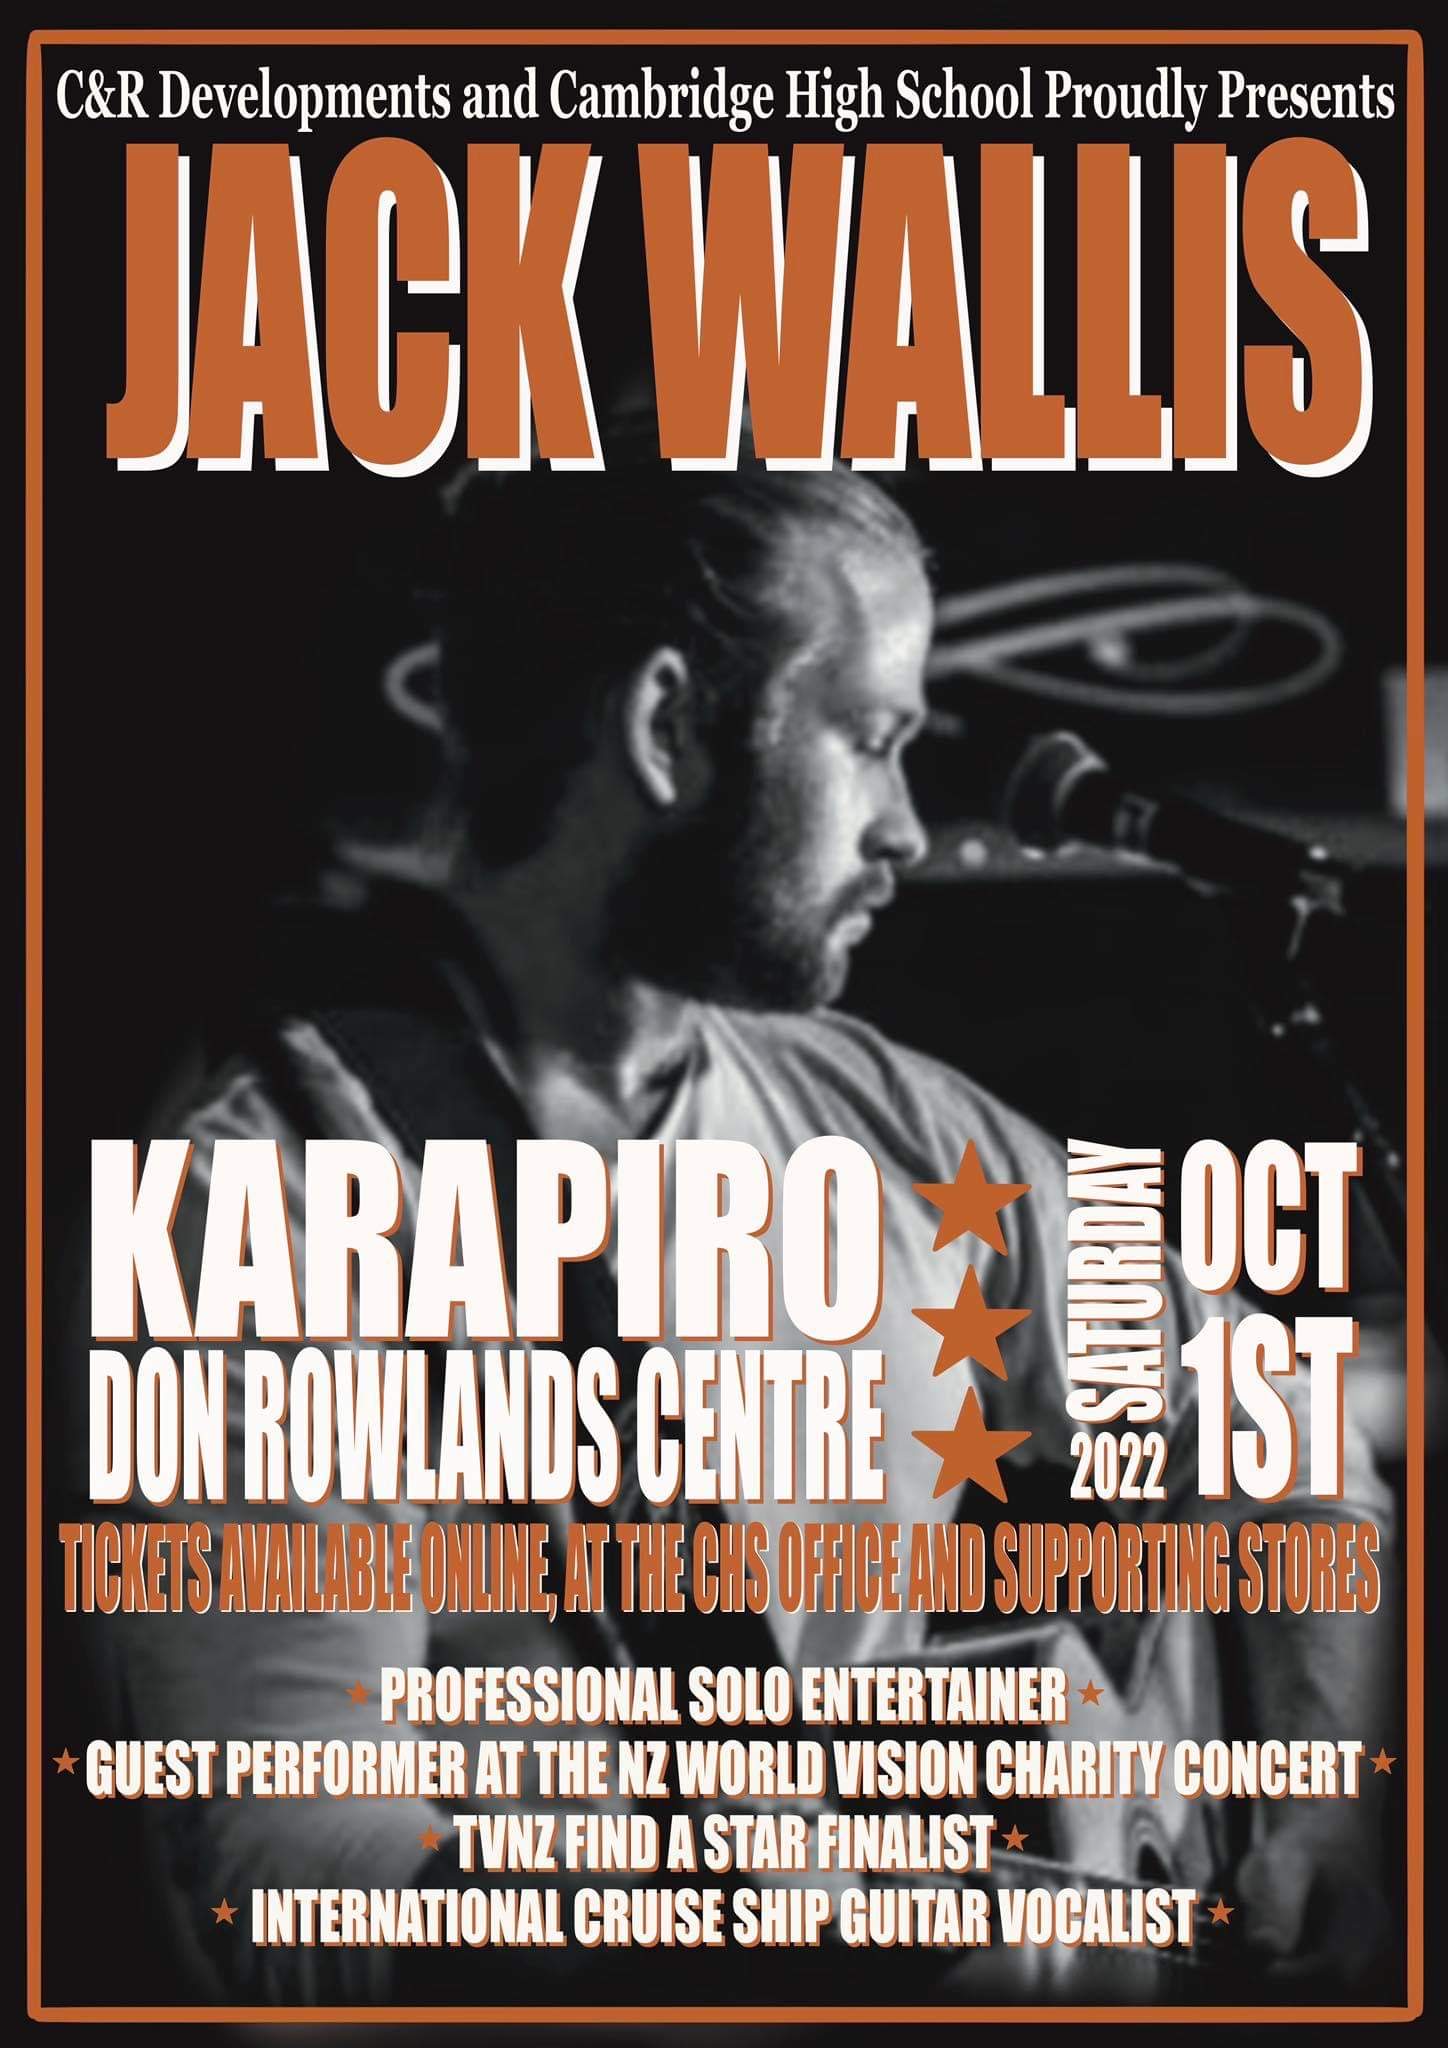 C&R Developments and Cambridge High School Proudly Presents
JACK WALLIS
KARAPIRO
DON ROWLANDS CENTRE
SATURDAY
2022
OCT
1ST
TICKETS AVAILABLE ONLINE, AT THE CHS OFFICE AND SUPPORTING STORES
PROFESSIONAL SOLO ENTERTAINER
GUEST PERFORMER AT THE NZ WORLD VISION CHARITY CONCERT
TVNZ FIND A STAR FINALIST
INTERNATIONAL CRUISE SHIP GUITAR VOCALIST